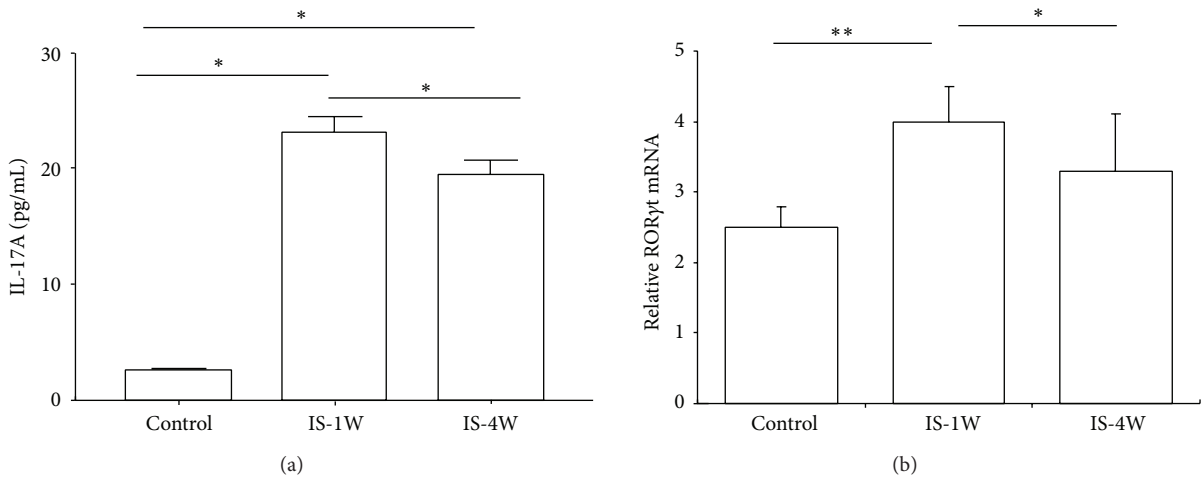 *
*
*
30
20
10
0
IL-17A (pg/mL)
Control
IS-1W
IS-4W
(a)
**
*
5
4
3
2
1
0
Relative RORγt mRNA
Control
IS-1W
IS-4W
(b)